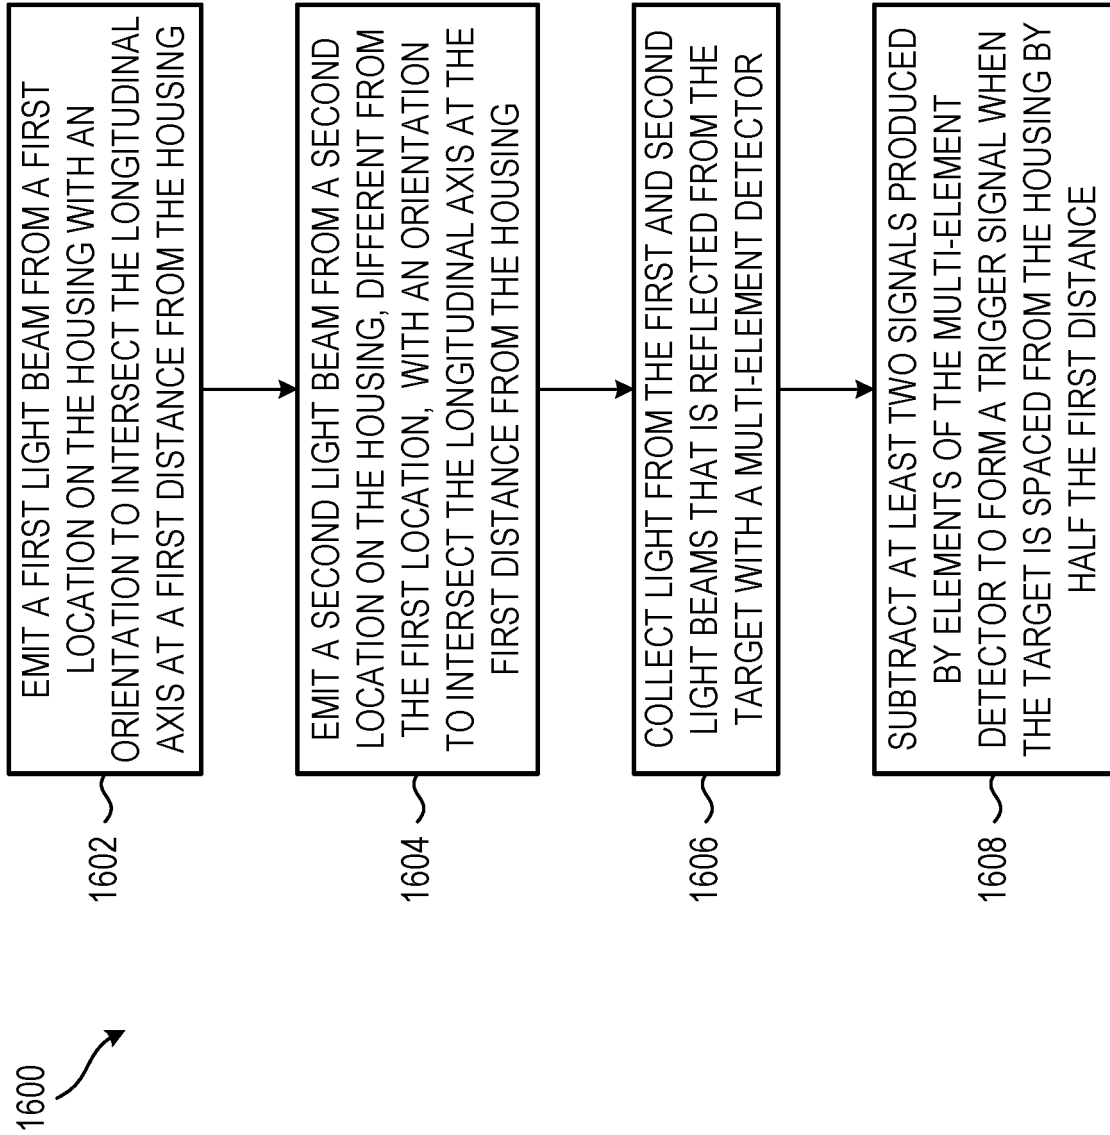 1600
1602
EMIT A FIRST LIGHT BEAM FROM A FIRST
LOCATION ON THE HOUSING WITH AN
ORIENTATION TO INTERSECT THE LONGITUDINAL
AXIS AT A FIRST DISTANCE FROM THE HOUSING
1604
EMIT A SECOND LIGHT BEAM FROM A SECOND
LOCATION ON THE HOUSING, DIFFERENT FROM
THE FIRST LOCATION, WITH AN ORIENTATION
TO INTERSECT THE LONGITUDINAL AXIS AT THE
FIRST DISTANCE FROM THE HOUSING
1606
COLLECT LIGHT FROM THE FIRST AND SECOND
LIGHT BEAMS THAT IS REFLECTED FROM THE
TARGET WITH A MULTI-ELEMENT DETECTOR
1608
SUBTRACT AT LEAST TWO SIGNALS PRODUCED
BY ELEMENTS OF THE MULTI-ELEMENT
DETECTOR TO FORM A TRIGGER SIGNAL WHEN
THE TARGET IS SPACED FROM THE HOUSING BY
HALF THE FIRST DISTANCE